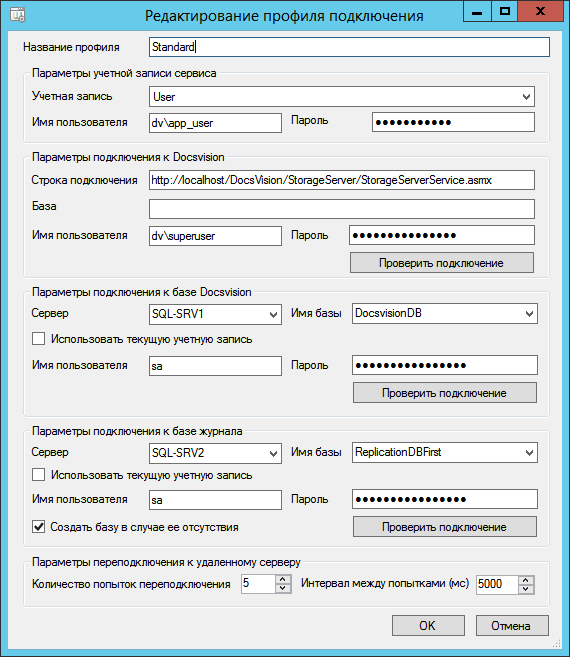 Редактирование профиля подключения
Название профиля Standard
Параметры учетной записи сервиса
Учетная запись User
Имя пользователя dv\app_user Пароль ●●●●●●●●●●●
Параметры подключения к Docsvision
Строка подключения http://localhost/DocsVision/StorageServer/StorageServerService.asmx
База
Имя пользователя dv\superuser Пароль ●●●●●●●●●●●●●●●
Проверить подключение
Параметры подключения к базе Docsvision
Сервер SQL-SRV1 Имя базы DocsvisionDB
Использовать текущую учетную запись
Имя пользователя sa Пароль ●●●●●●●●●●●●●●●●
Проверить подключение
Параметры подключения к базе журнала
Сервер SQL-SRV2 Имя базы ReplicationDBFirst
Использовать текущую учетную запись
Имя пользователя sa Пароль ●●●●●●●●●●●●●●●●
Создать базу в случае ее отсутствия Проверить подключение
Параметры переподключения к удаленному серверу
Количество попыток переподключения 5 Интервал между попытками (мс) 5000
OK Отмена